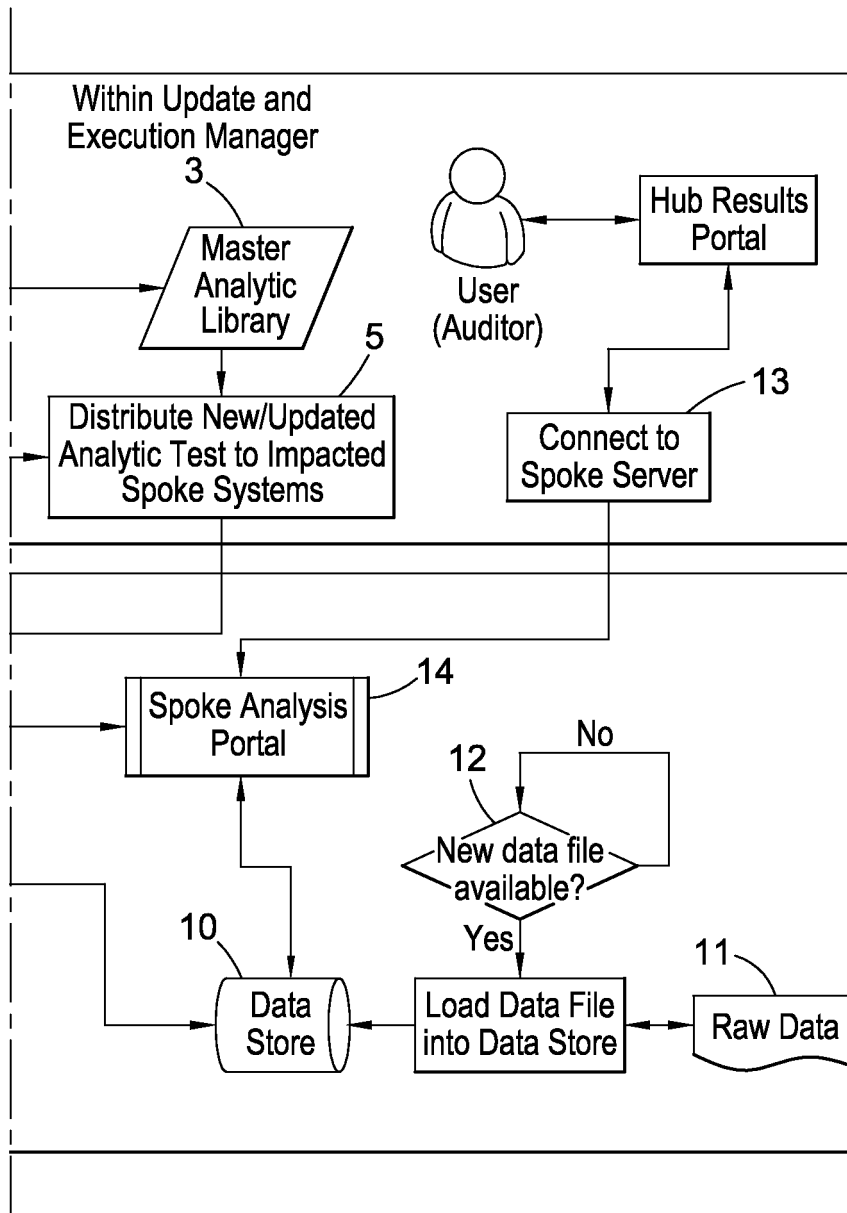 Within Update and
Execution Manager
3
Master
Analytic
Library
5
Distribute New/Updated
Analytic Test to Impacted
Spoke Systems
User
(Auditor)
Hub Results
Portal
13
Connect to
Spoke Server
14
Spoke Analysis
Portal
No
12
New data file
available?
Yes
10
Data
Store
Load Data File
into Data Store
11
Raw Data